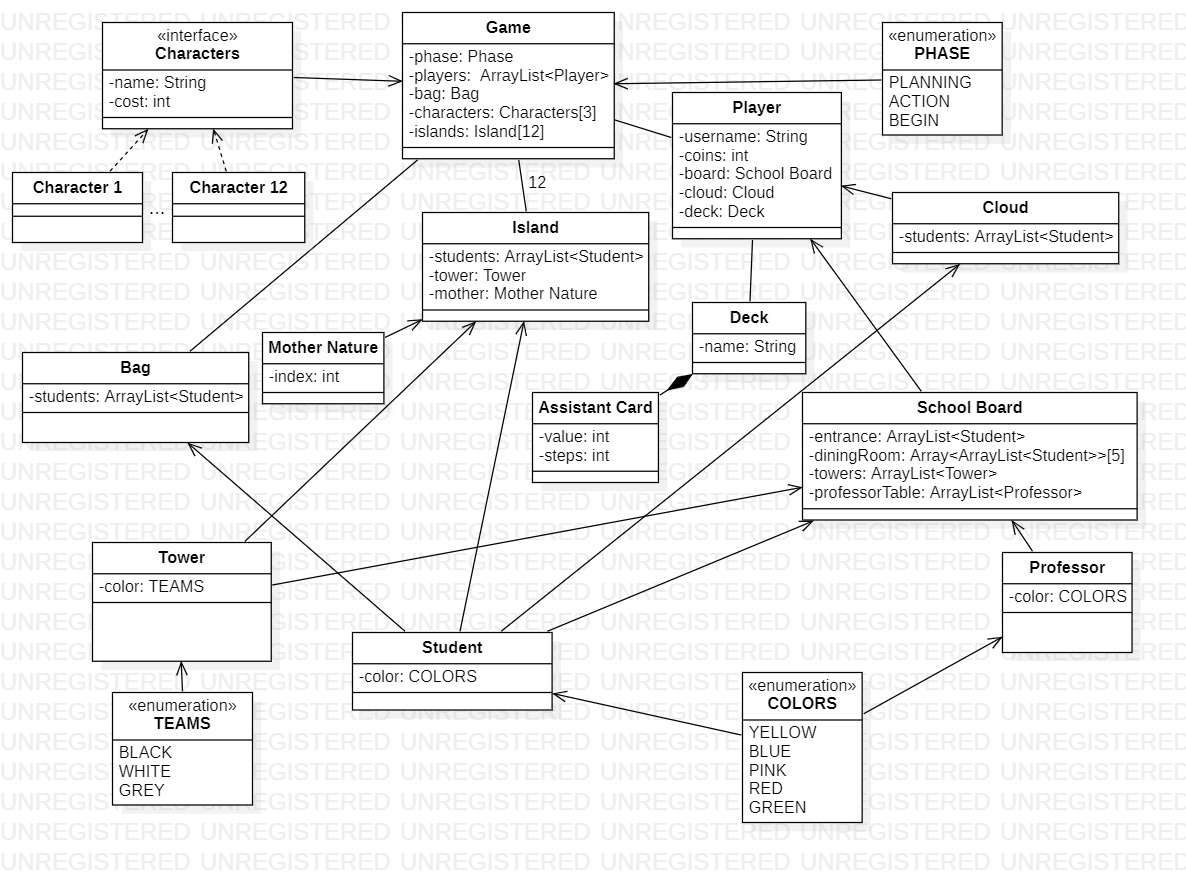 «interface»
Characters
-name: String
-cost: int
Game
-phase: Phase
-players: ArrayList<Player>
-bag: Bag
-characters: Characters[3]
-islands: Island[12]
«enumeration»
PHASE
PLANNING
ACTION
BEGIN
Player
-username: String
-coins: int
-board: School Board
-cloud: Cloud
-deck: Deck
Character 1
...
Character 12
12
Island
-students: ArrayList<Student>
-tower: Tower
-mother: Mother Nature
Cloud
-students: ArrayList<Student>
Mother Nature
-index: int
Deck
-name: String
Bag
-students: ArrayList<Student>
Assistant Card
-value: int
-steps: int
School Board
-entrance: ArrayList<Student>
-diningRoom: Array<ArrayList<Student>>[5]
-towers: ArrayList<Tower>
-professorTable: ArrayList<Professor>
Tower
-color: TEAMS
Professor
-color: COLORS
Student
-color: COLORS
«enumeration»
TEAMS
BLACK
WHITE
GREY
«enumeration»
COLORS
YELLOW
BLUE
PINK
RED
GREEN
UNREGISTERED